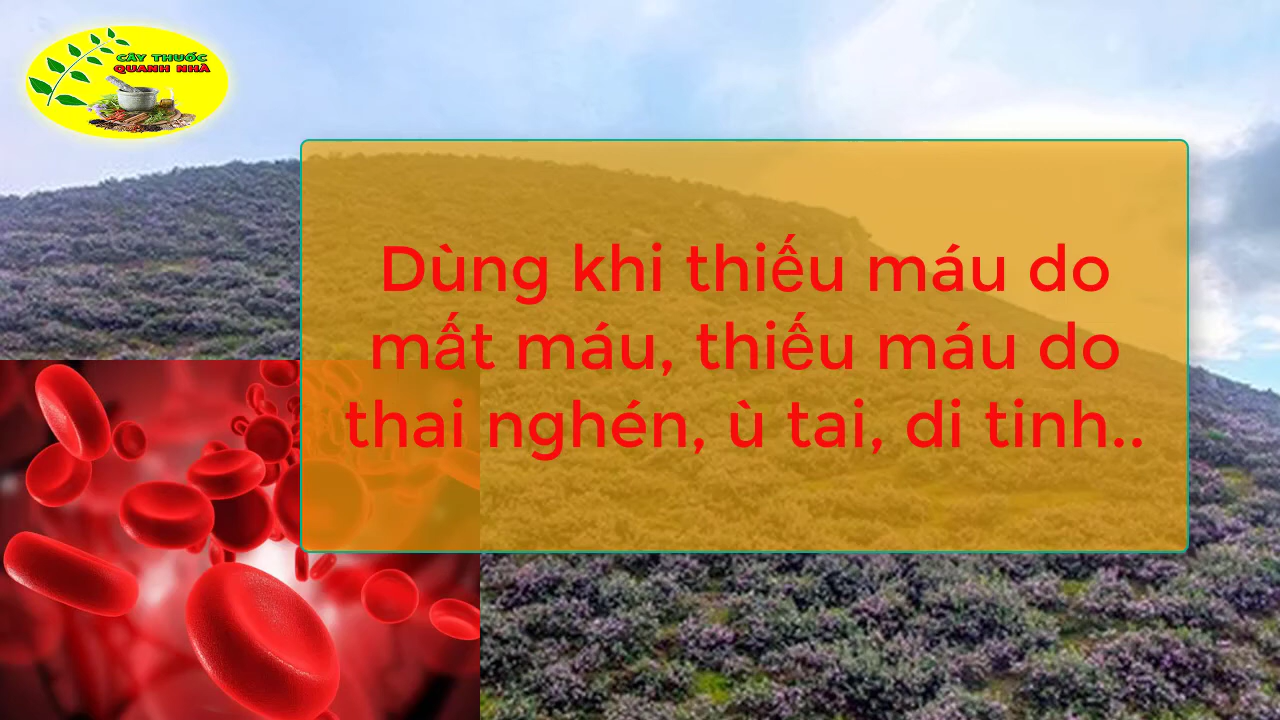 CÂY THUỐC
QUANH NHÀ
Dùng khi thiếu máu do
mất máu, thiếu máu do
thai nghén, ù tai, di tinh..